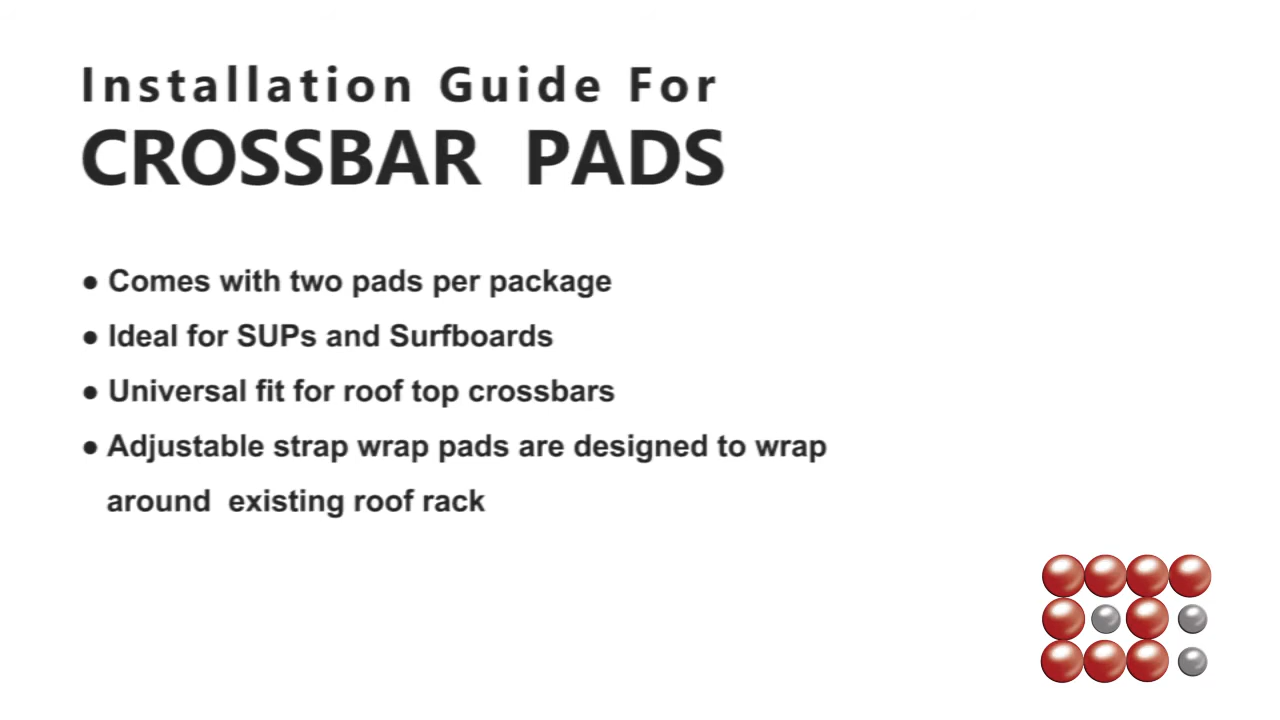 Installation Guide For
CROSSBAR PADS
● Comes with two pads per package
● Ideal for SUPs and Surfboards
● Universal fit for roof top crossbars
● Adjustable strap wrap pads are designed to wrap
around existing roof rack